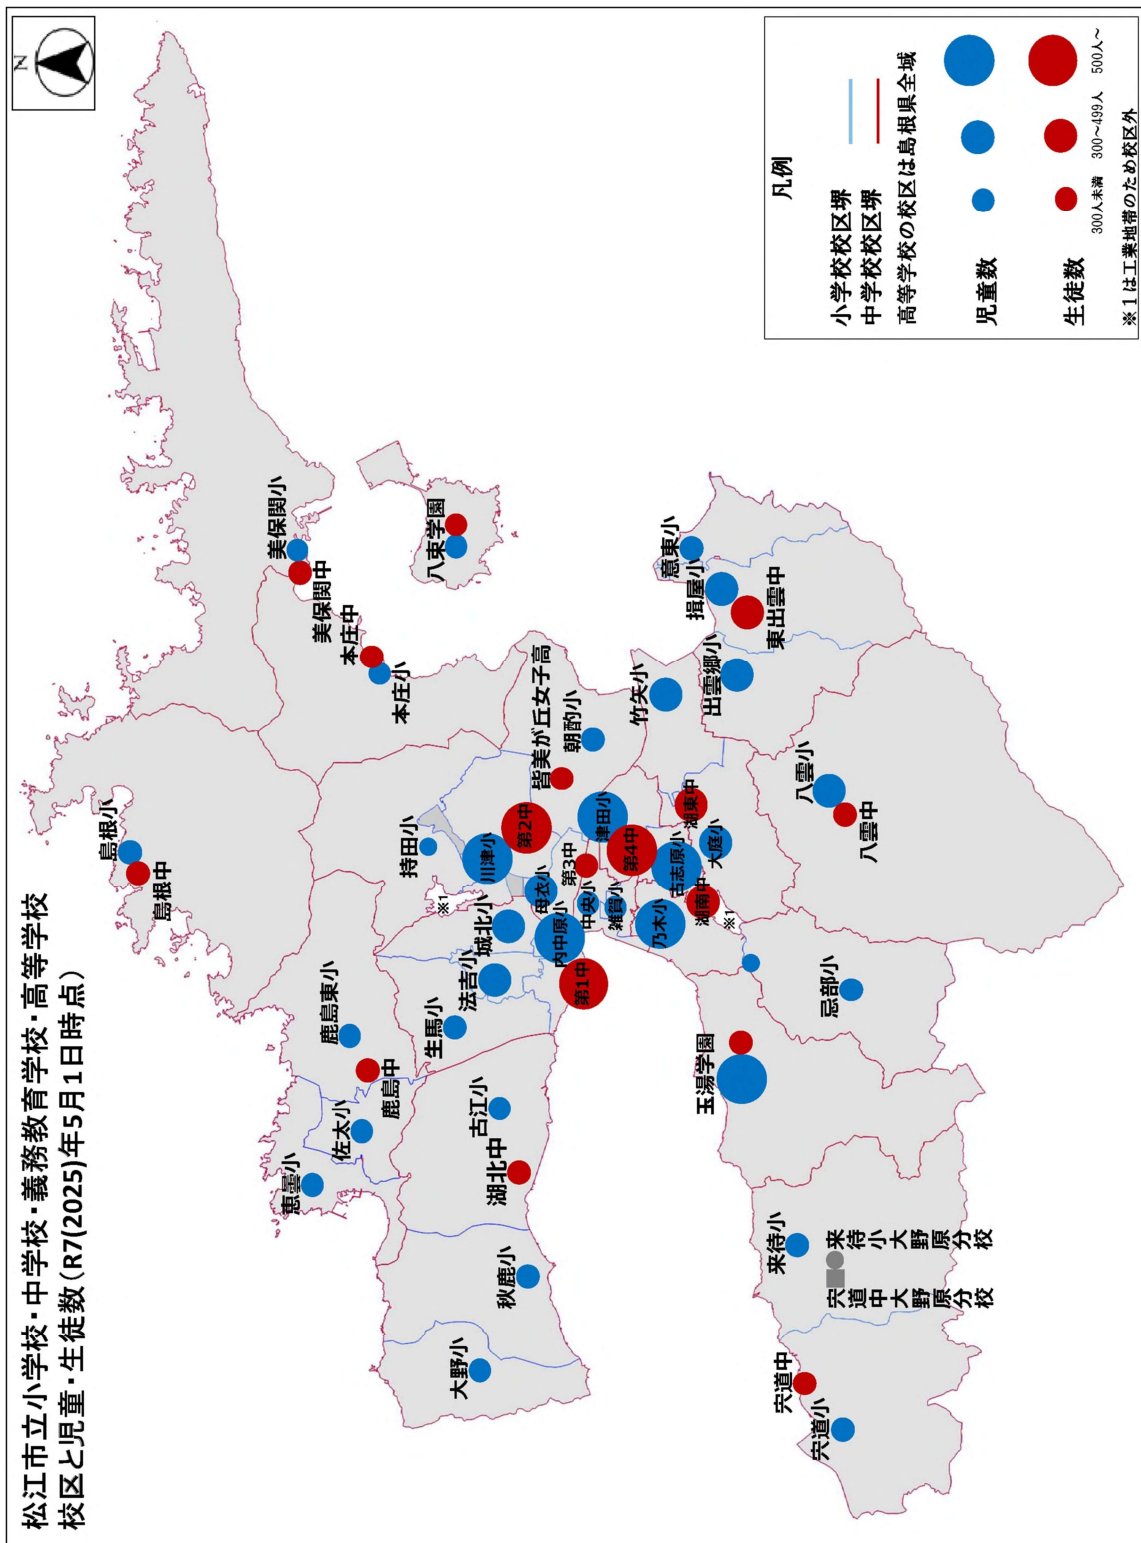 松江市立小学校・中学校・義務教育学校・高等学校
校区と児童・生徒数（R7(2025)年5月1日時点）
N
島根小
島根中
美保関小
美保関中
本庄中
本庄小
八束学園
鹿島東小
鹿島中
佐太小
恵曇小
持田小
※1
川津小
第2中
皆美が丘女子高
朝酌小
城北小
法吉小
生馬小
古江小
湖北中
秋鹿小
大野小
母衣小
内中原小
第1中
中央小
第3中
雑賀小
津田小
第4中
乃木小
古志原小
湖南中
※1
湖東中
大庭小
竹矢小
出雲郷小
意東小
揖屋小
東出雲中
八雲小
八雲中
忌部小
玉湯学園
来待小
来待小大野原分校
宍道中大野原分校
宍道中
宍道小
凡例
小学校校区堺
中学校校区堺
高等学校の校区は島根県全域
児童数
生徒数
300人未満 300～499人 500人～
※1は工業地帯のため校区外